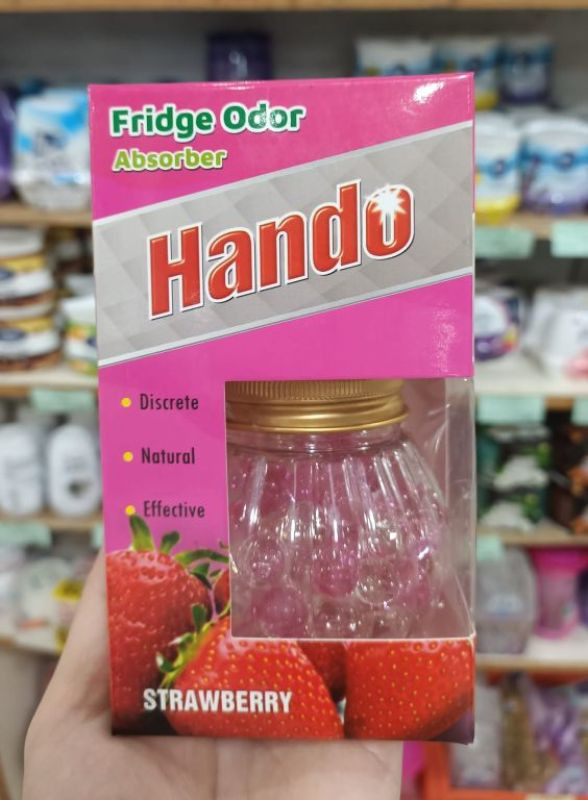 Fridge Odor
Absorber
Hando
Discrete
Natural
Effective
STRAWBERRY